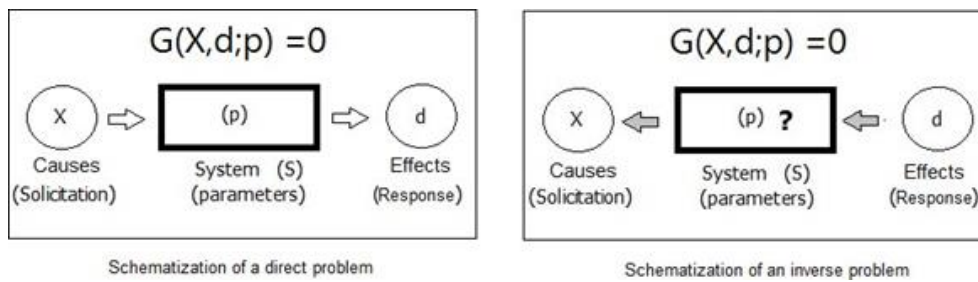 G(X,d;p) =0
X
(p)
d
Causes
(Solicitation)
System (S)
(parameters)
Effects
(Response)
Schematization of a direct problem
G(X,d;p) =0
X
(p) ?
d
Causes
(Solicitation)
System (S)
(parameters)
Effects
(Response)
Schematization of an inverse problem